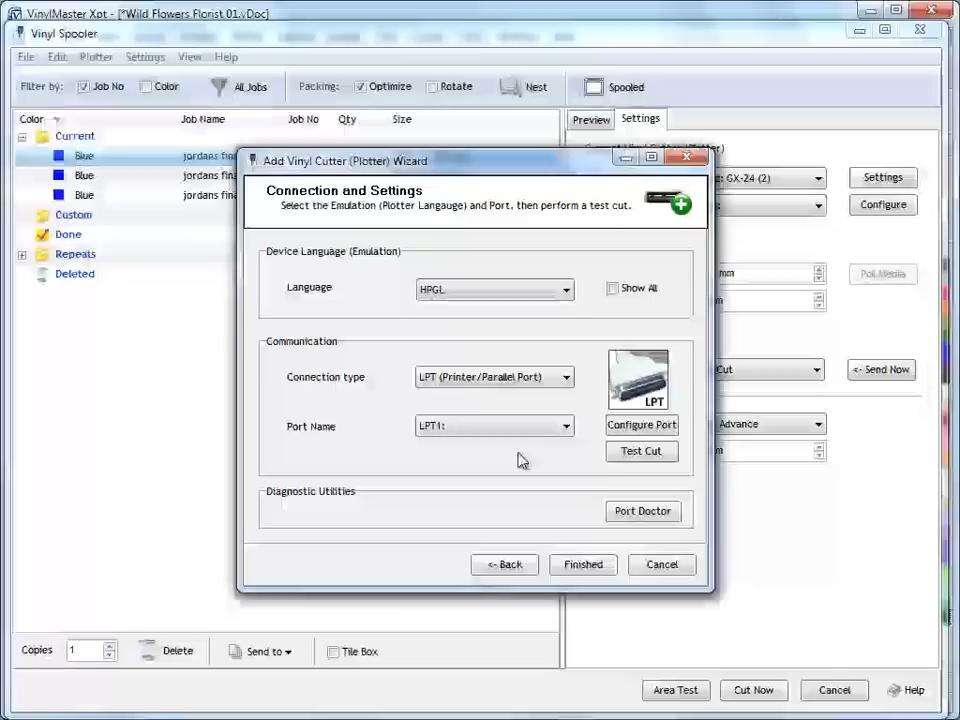 VinylMaster Xpt - [*Wild Flowers Florist 01.vDoc]
Vinyl Spooler
File Edit Plotter Settings View Help
Filter by: Job No Color All Jobs Packing: Optimize Rotate Nest Spooled
Color Job Name Job No Qty Size
Preview Settings
Current
Blue jordans fina
Blue jordans fina
Blue jordans fina
Custom
Done
Repeats
Deleted
Add Vinyl Cutter (Plotter) Wizard
Connection and Settings
Select the Emulation (Plotter Langauge) and Port, then perform a test cut.
Device Language (Emulation)
Language HPGL Show All
Communication
Connection type LPT (Printer/Parallel Port)
LPT
Port Name LPT1: Configure Port
Test Cut
Diagnostic Utilities
Port Doctor
<- Back Finished Cancel
GX-24 (2) Settings
Configure
mm Poll Media
Cut <- Send Now
Advance
Copies 1 Delete Send to Tile Box
Area Test Cut Now Cancel Help